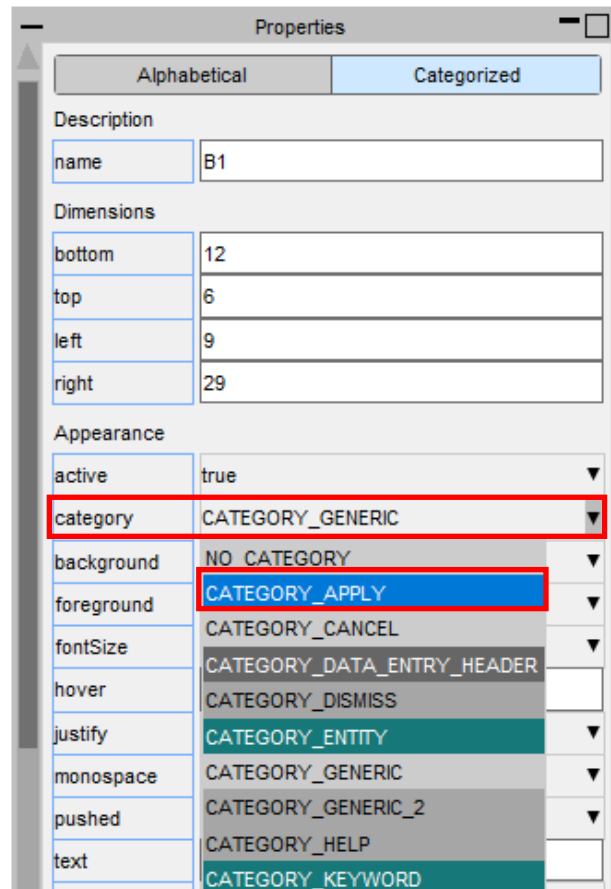 Properties
Alphabetical Categorized
Description
name B1
Dimensions
bottom 12
top 6
left 9
right 29
Appearance
active true
category CATEGORY_GENERIC
background NO_CATEGORY
CATEGORY_APPLY
foreground
CATEGORY_CANCEL
fontSize
CATEGORY_DATA_ENTRY_HEADER
hover CATEGORY_DISMISS
justify CATEGORY_ENTITY
monospace CATEGORY_GENERIC
pushed CATEGORY_GENERIC_2
CATEGORY_HELP
text
CATEGORY_KEYWORD